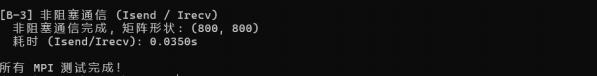 [B-3] 非阻塞通信 (Isend / Irecv)
非阻塞通信完成, 矩阵形状: (800, 800)
耗时 (Isend/Irecv): 0.0350s
所有 MPI 测试完成!